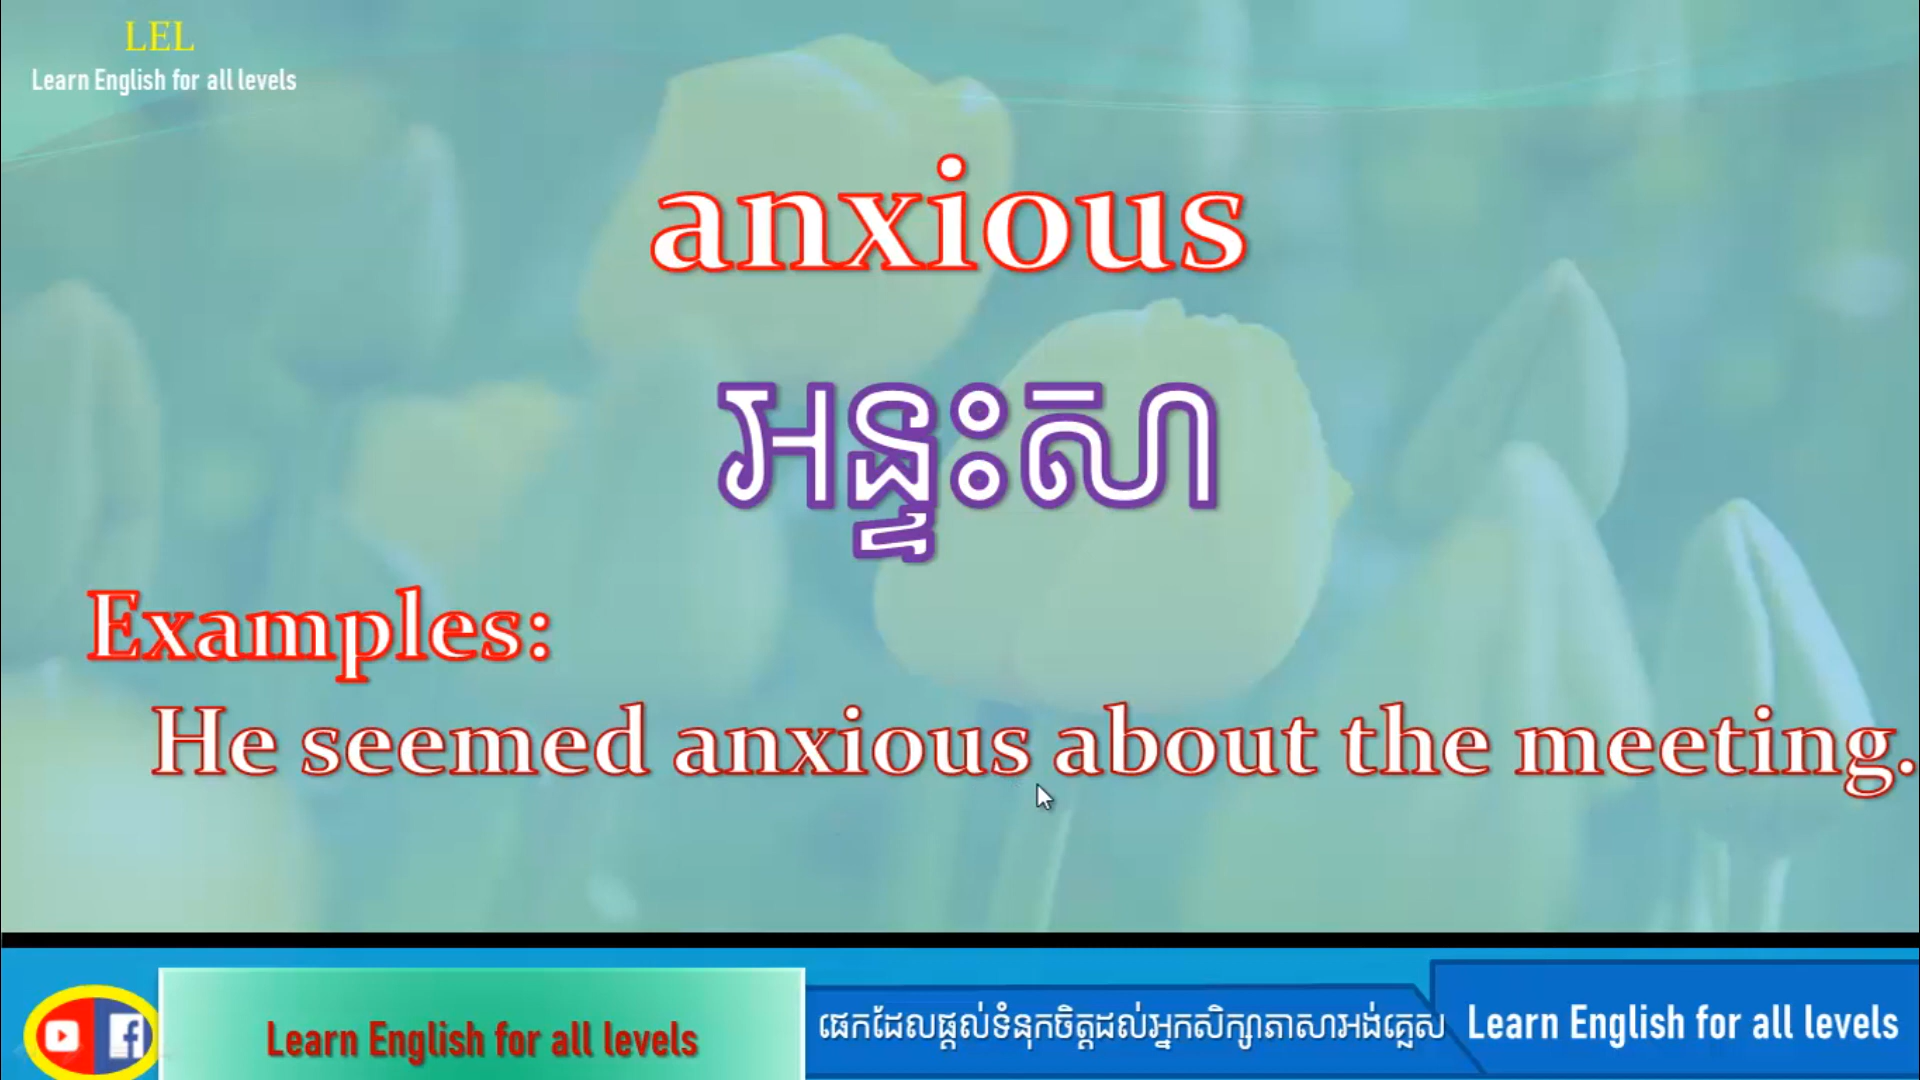 LEL
Learn English for all levels
anxious
អន្ទះសា
Examples:
He seemed anxious about the meeting.
Learn English for all levels
ផេកដែលផ្តល់ទំនុកចិត្តដល់អ្នកសិក្សាភាសាអង់គ្លេស
Learn English for all levels